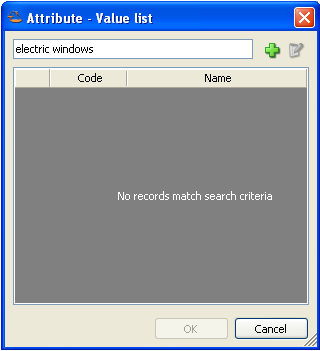 Attribute - Value list
electric windows
Code Name
No records match search criteria
OK Cancel